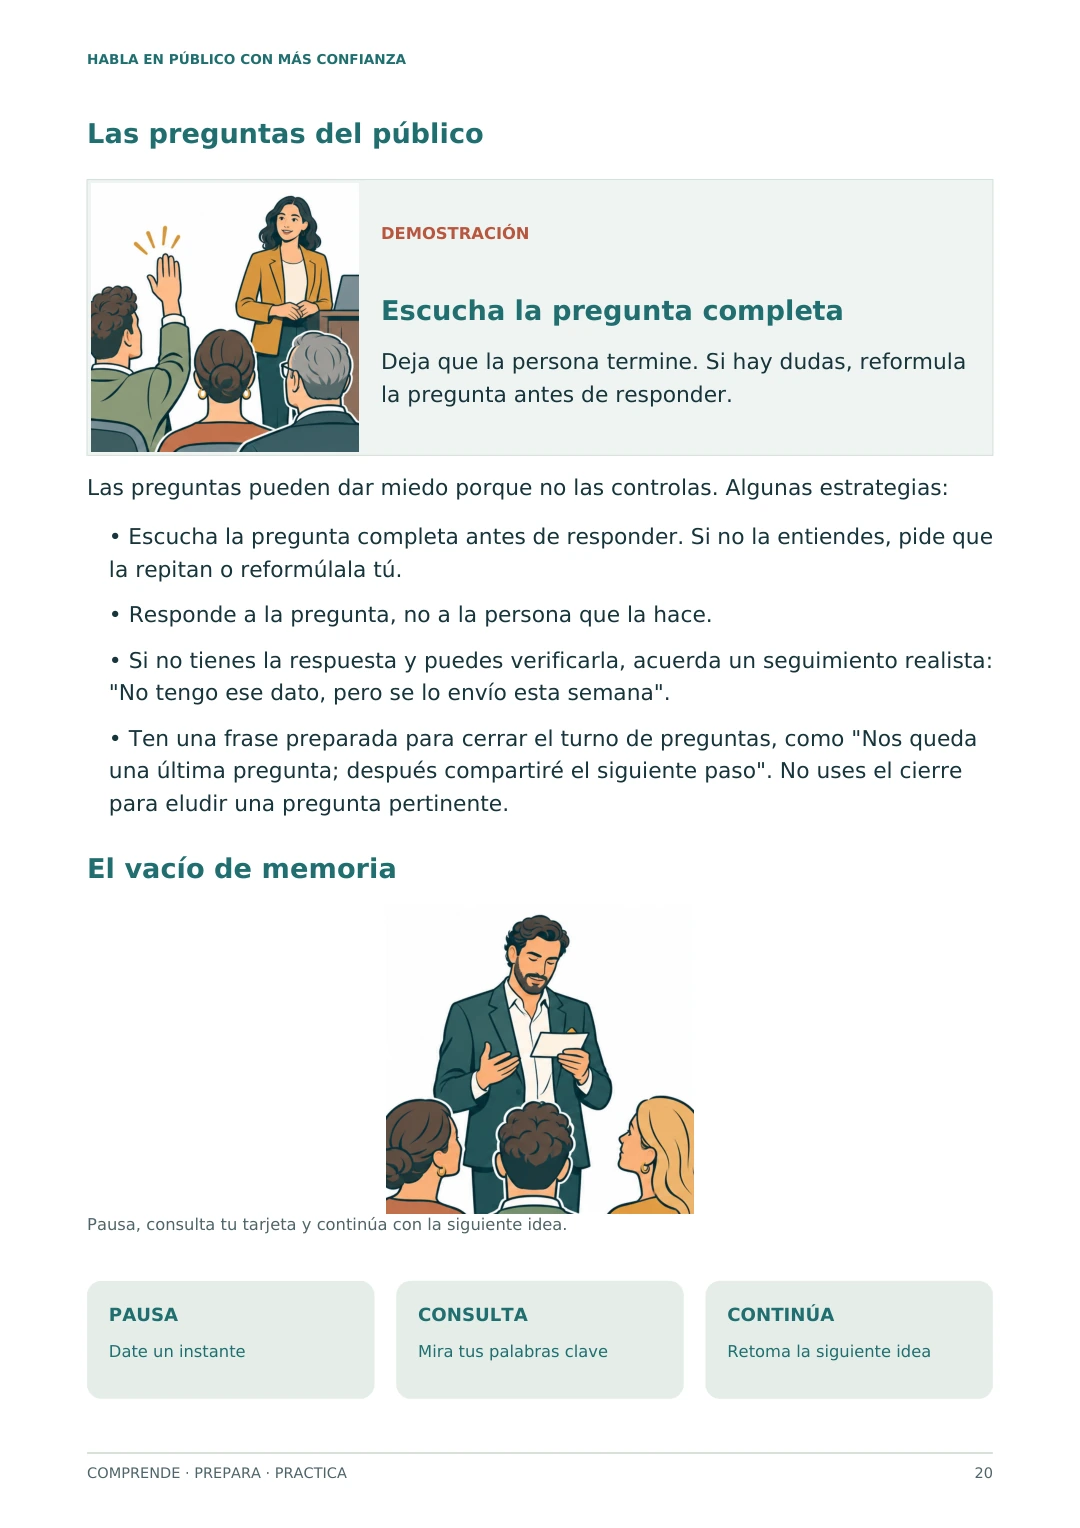 HABLA EN PÚBLICO CON MÁS CONFIANZA
Las preguntas del público
DEMOSTRACIÓN
Escucha la pregunta completa
Deja que la persona termine. Si hay dudas, reformula
la pregunta antes de responder.
Las preguntas pueden dar miedo porque no las controlas. Algunas estrategias:
• Escucha la pregunta completa antes de responder. Si no la entiendes, pide que
la repitan o reformúlala tú.
• Responde a la pregunta, no a la persona que la hace.
• Si no tienes la respuesta y puedes verificarla, acuerda un seguimiento realista:
"No tengo ese dato, pero se lo envío esta semana".
• Ten una frase preparada para cerrar el turno de preguntas, como "Nos queda
una última pregunta; después compartiré el siguiente paso". No uses el cierre
para eludir una pregunta pertinente.
El vacío de memoria
Pausa, consulta tu tarjeta y continúa con la siguiente idea.
PAUSA
Date un instante
CONSULTA
Mira tus palabras clave
CONTINÚA
Retoma la siguiente idea
COMPRENDE · PREPARA · PRACTICA
20